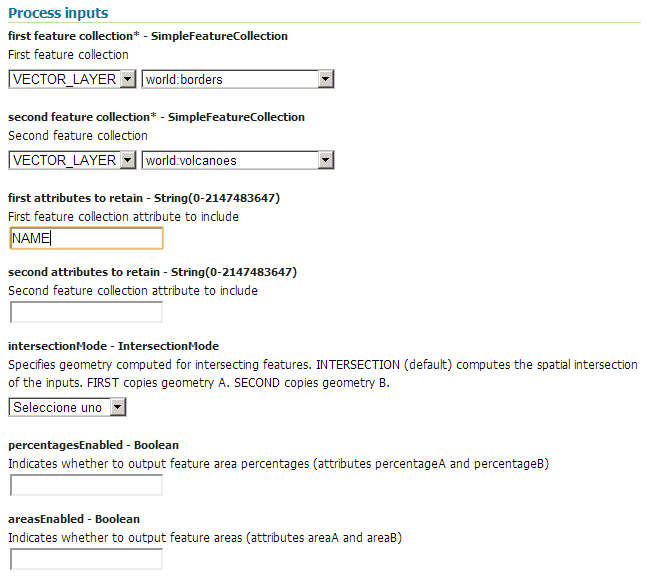 Process inputs
first feature collection* - SimpleFeatureCollection
First feature collection
VECTOR_LAYER world:borders
second feature collection* - SimpleFeatureCollection
Second feature collection
VECTOR_LAYER world:volcanoes
first attributes to retain - String(0-2147483647)
First feature collection attribute to include
NAME
second attributes to retain - String(0-2147483647)
Second feature collection attribute to include
intersectionMode - IntersectionMode
Specifies geometry computed for intersecting features. INTERSECTION (default) computes the spatial intersection
of the inputs. FIRST copies geometry A. SECOND copies geometry B.
Seleccione uno
percentagesEnabled - Boolean
Indicates whether to output feature area percentages (attributes percentageA and percentageB)
areasEnabled - Boolean
Indicates whether to output feature areas (attributes areaA and areaB)